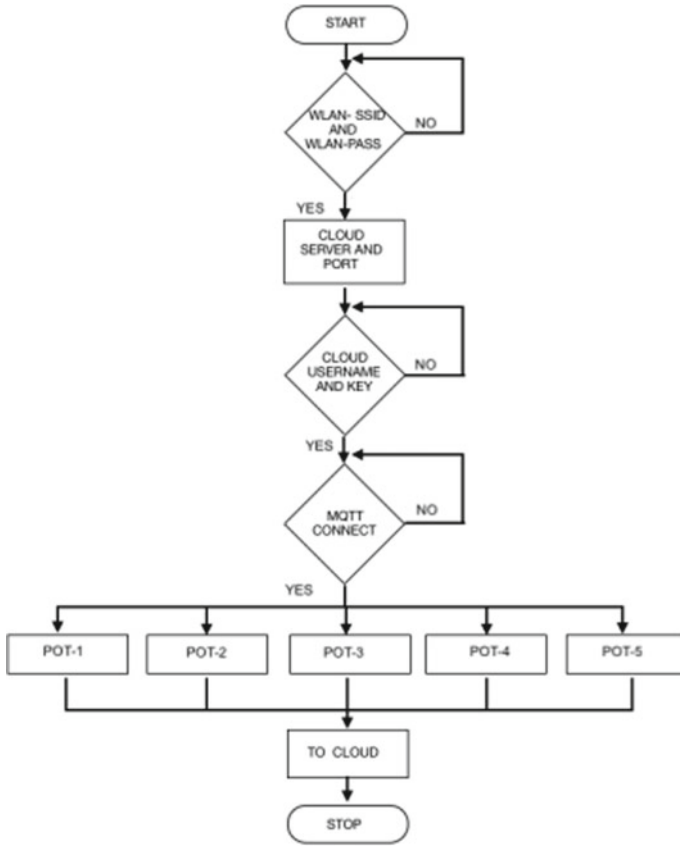 START
WLAN- SSID
AND
WLAN-PASS
NO
YES
CLOUD
SERVER AND
PORT
CLOUD
USERNAME
AND KEY
NO
YES
MQTT
CONNECT
NO
YES
POT-1
POT-2
POT-3
POT-4
POT-5
TO CLOUD
STOP